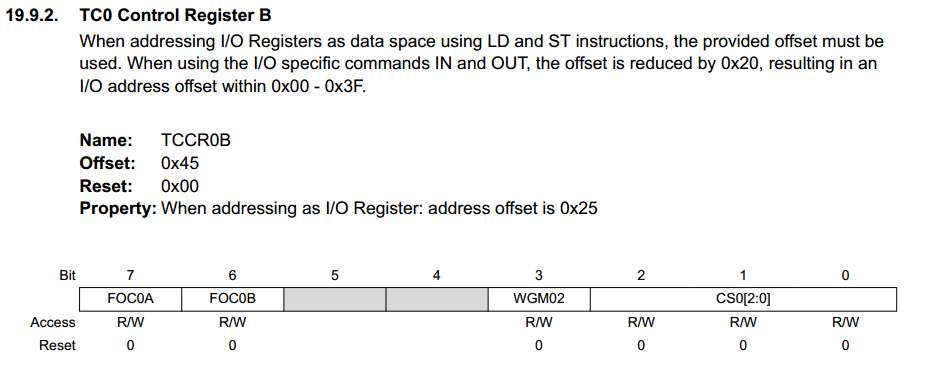 19.9.2. TC0 Control Register B
When addressing I/O Registers as data space using LD and ST instructions, the provided offset must be
used. When using the I/O specific commands IN and OUT, the offset is reduced by 0x20, resulting in an
I/O address offset within 0x00 - 0x3F.
Name: TCCR0B
Offset: 0x45
Reset: 0x00
Property: When addressing as I/O Register: address offset is 0x25
Bit 7 6 5 4 3 2 1 0
FOC0A FOC0B WGM02 CS0[2:0]
Access R/W R/W R/W R/W R/W R/W
Reset 0 0 0 0 0 0